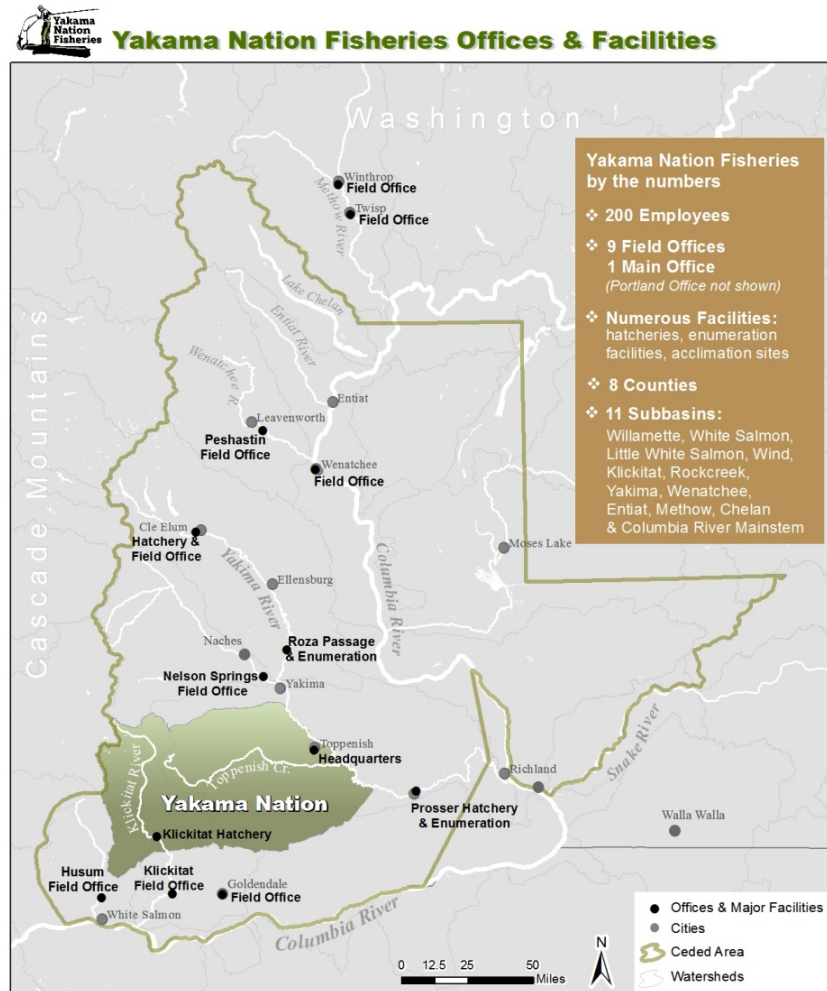 Yakama
Nation
Fisheries
Yakama Nation Fisheries Offices & Facilities
Washington
Winthrop
Field Office
Methow River
Twisp
Field Office
Lake Chelan
Entiat River
Wenatchee R.
Entiat
Leavenworth
Peshastin
Field Office
Wenatchee
Field Office
Cascade Mountains
Cle Elum
Hatchery &
Field Office
Yakima River
Ellensburg
Columbia River
Moses Lake
Naches
Roza Passage
& Enumeration
Nelson Springs
Field Office
Yakima
Toppenish
Headquarters
Klickitat River
Toppenish Cr.
Yakama Nation
Klickitat Hatchery
Prosser Hatchery
& Enumeration
Richland
Snake River
Walla Walla
Husum
Field Office
Klickitat
Field Office
Goldendale
Field Office
White Salmon
Columbia River
Yakama Nation Fisheries
by the numbers
❖ 200 Employees
❖ 9 Field Offices
1 Main Office
(Portland Office not shown)
❖ Numerous Facilities:
hatcheries, enumeration
facilities, acclimation sites
❖ 8 Counties
❖ 11 Subbasins:
Willamette, White Salmon,
Little White Salmon, Wind,
Klickitat, Rockcreek,
Yakima, Wenatchee,
Entiat, Methow, Chelan
& Columbia River Mainstem
0 12.5 25 50
Miles
N
Offices & Major Facilities
Cities
Ceded Area
Watersheds